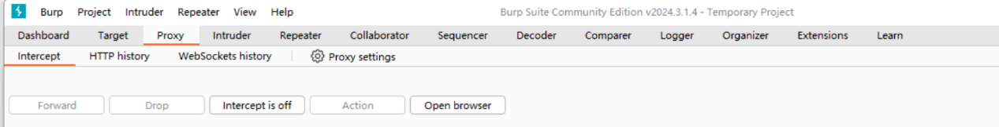 Burp Project Intruder Repeater View Help Burp Suite Community Edition v2024.3.1.4 - Temporary Project
Dashboard Target Proxy Intruder Repeater Collaborator Sequencer Decoder Comparer Logger Organizer Extensions Learn
Intercept HTTP history WebSockets history Proxy settings
Forward Drop Intercept is off Action Open browser